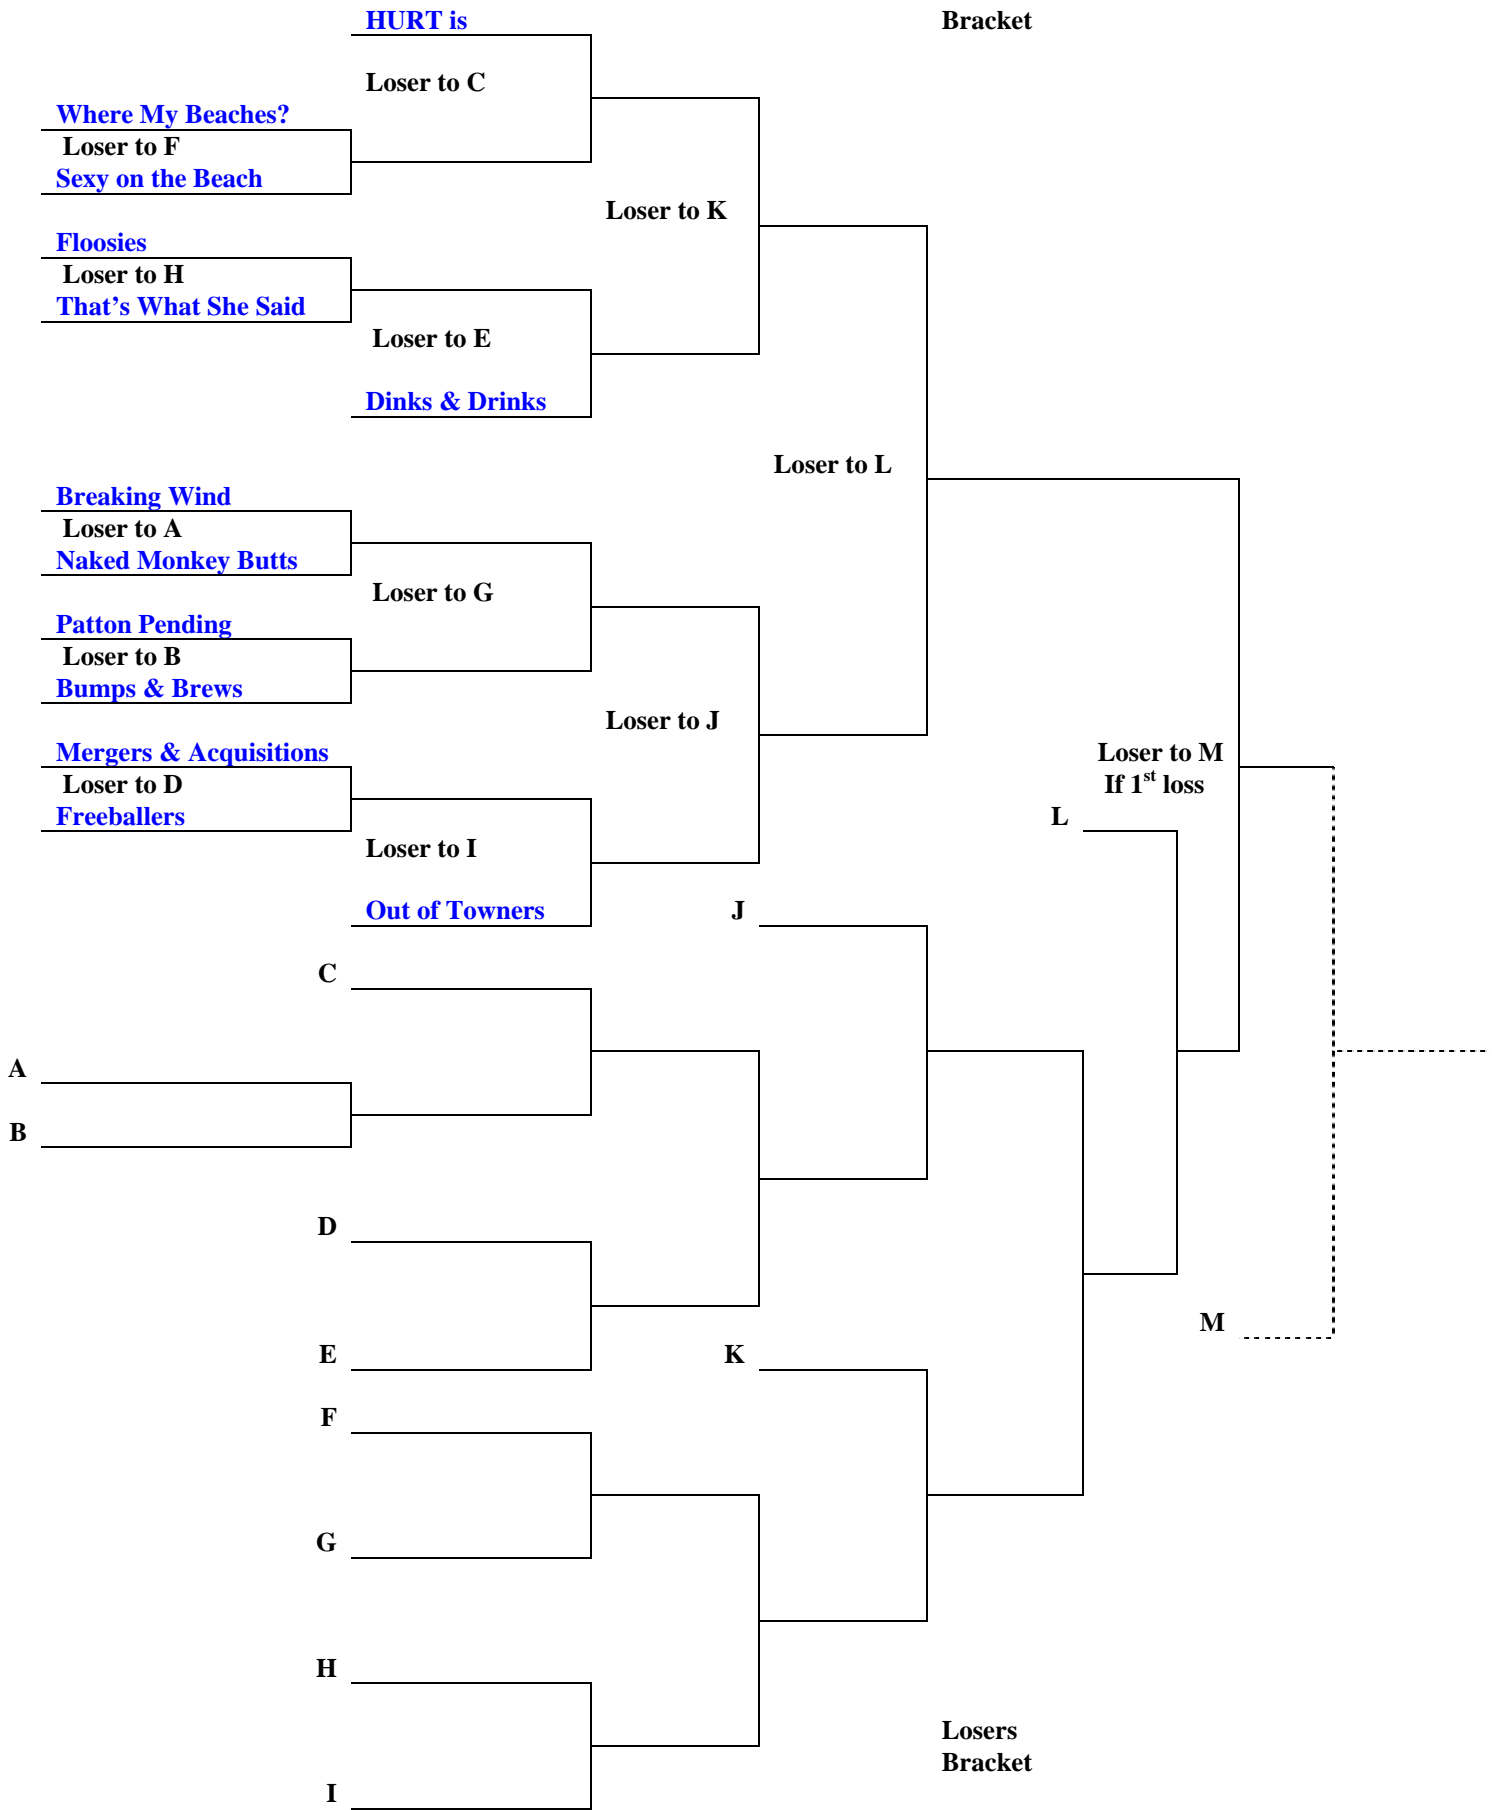 HURT is
Bracket
Loser to C
Where My Beaches?
Loser to F
Sexy on the Beach
Loser to K
Floosies
Loser to H
That’s What She Said
Loser to E
Dinks & Drinks
Loser to L
Breaking Wind
Loser to A
Naked Monkey Butts
Loser to G
Patton Pending
Loser to B
Bumps & Brews
Loser to J
Mergers & Acquisitions
Loser to D
Freeballers
Loser to M
If 1st loss
L
Loser to I
Out of Towners
J
C
A
B
D
M
E
K
F
G
H
Losers
Bracket
I